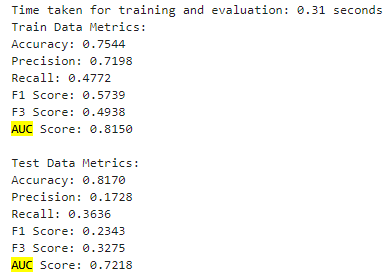 Time taken for training and evaluation: 0.31 seconds
Train Data Metrics:
Accuracy: 0.7544
Precision: 0.7198
Recall: 0.4772
F1 Score: 0.5739
F3 Score: 0.4938
AUC Score: 0.8150
Test Data Metrics:
Accuracy: 0.8170
Precision: 0.1728
Recall: 0.3636
F1 Score: 0.2343
F3 Score: 0.3275
AUC Score: 0.7218